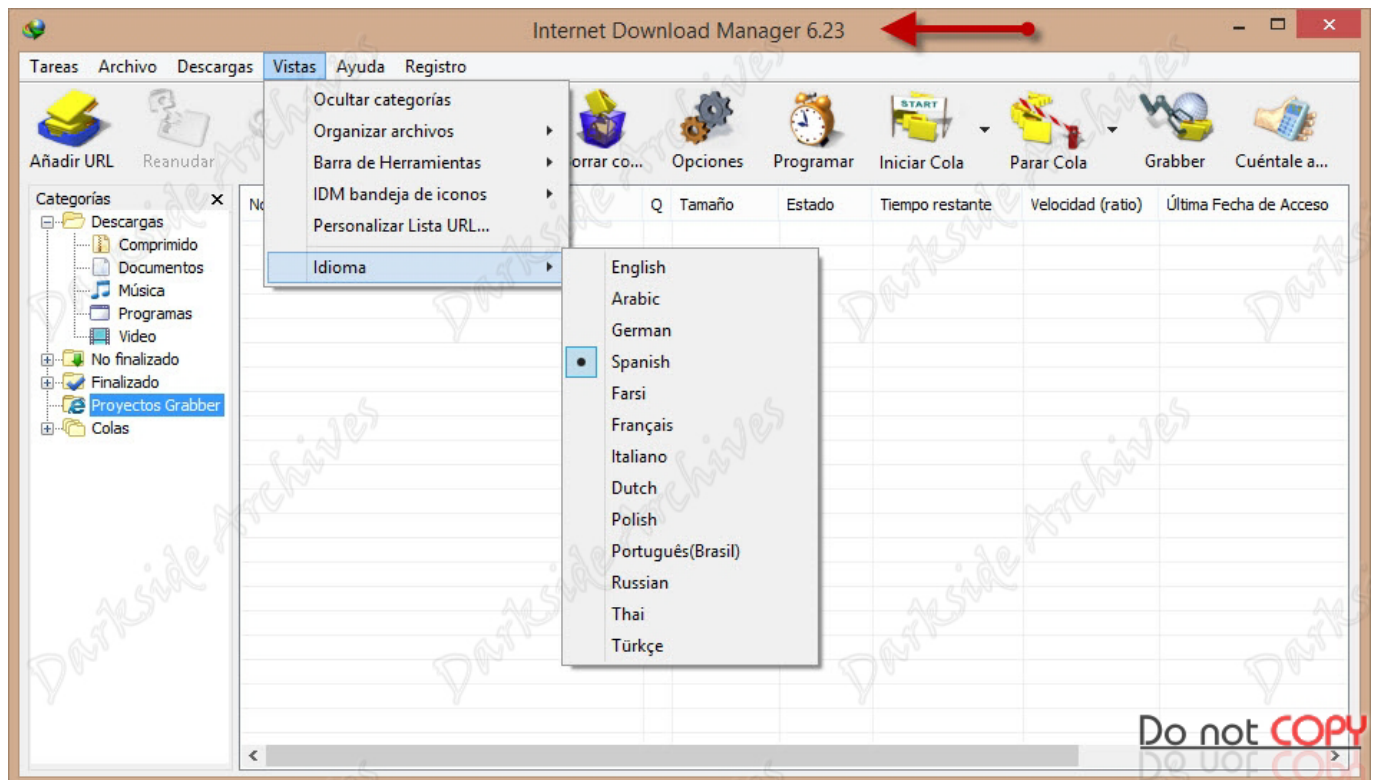 Internet Download Manager 6.23
Tareas Archivo Descargas Vistas Ayuda Registro
Añadir URL Reanudar orrar co... Opciones Programar Iniciar Cola Parar Cola Grabber Cuéntale a...
START
Ocultar categorías
Organizar archivos
Barra de Herramientas
IDM bandeja de iconos
Personalizar Lista URL...
Idioma
English
Arabic
German
Spanish
Farsi
Français
Italiano
Dutch
Polish
Português(Brasil)
Russian
Thai
Türkçe
Categorías
Descargas
Comprimido
Documentos
Música
Programas
Video
No finalizado
Finalizado
Proyectos Grabber
Colas
Q Tamaño Estado Tiempo restante Velocidad (ratio) Última Fecha de Acceso
Darkside Archives
Do not COPY